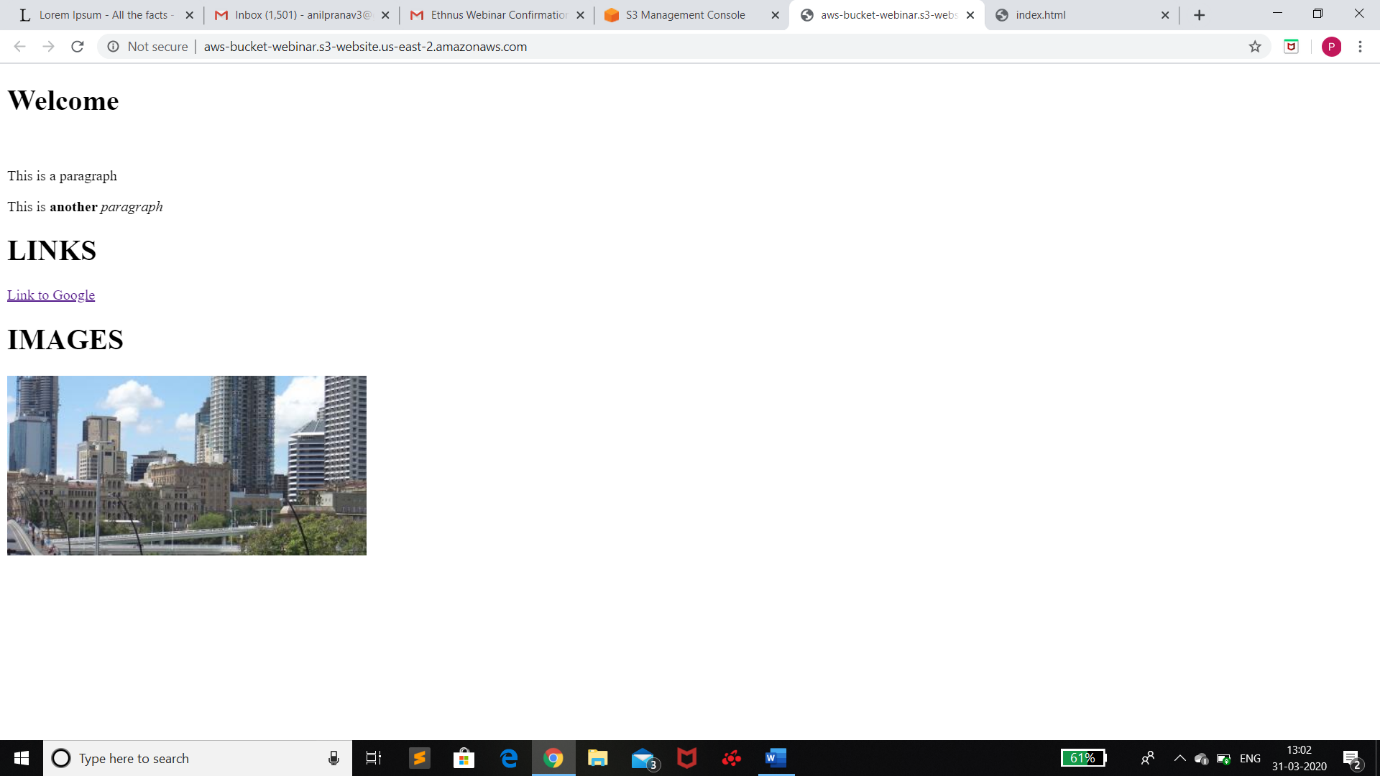 Lorem Ipsum - All the facts -
Inbox (1,501) - anilpranav3@
Ethnus Webinar Confirmation
S3 Management Console
aws-bucket-webinar.s3-webs
index.html
Not secure | aws-bucket-webinar.s3-website.us-east-2.amazonaws.com
P
Welcome
This is a paragraph
This is another paragraph
LINKS
Link to Google
IMAGES
Type here to search
3
W
61%
ENG
13:02
31-03-2020
2